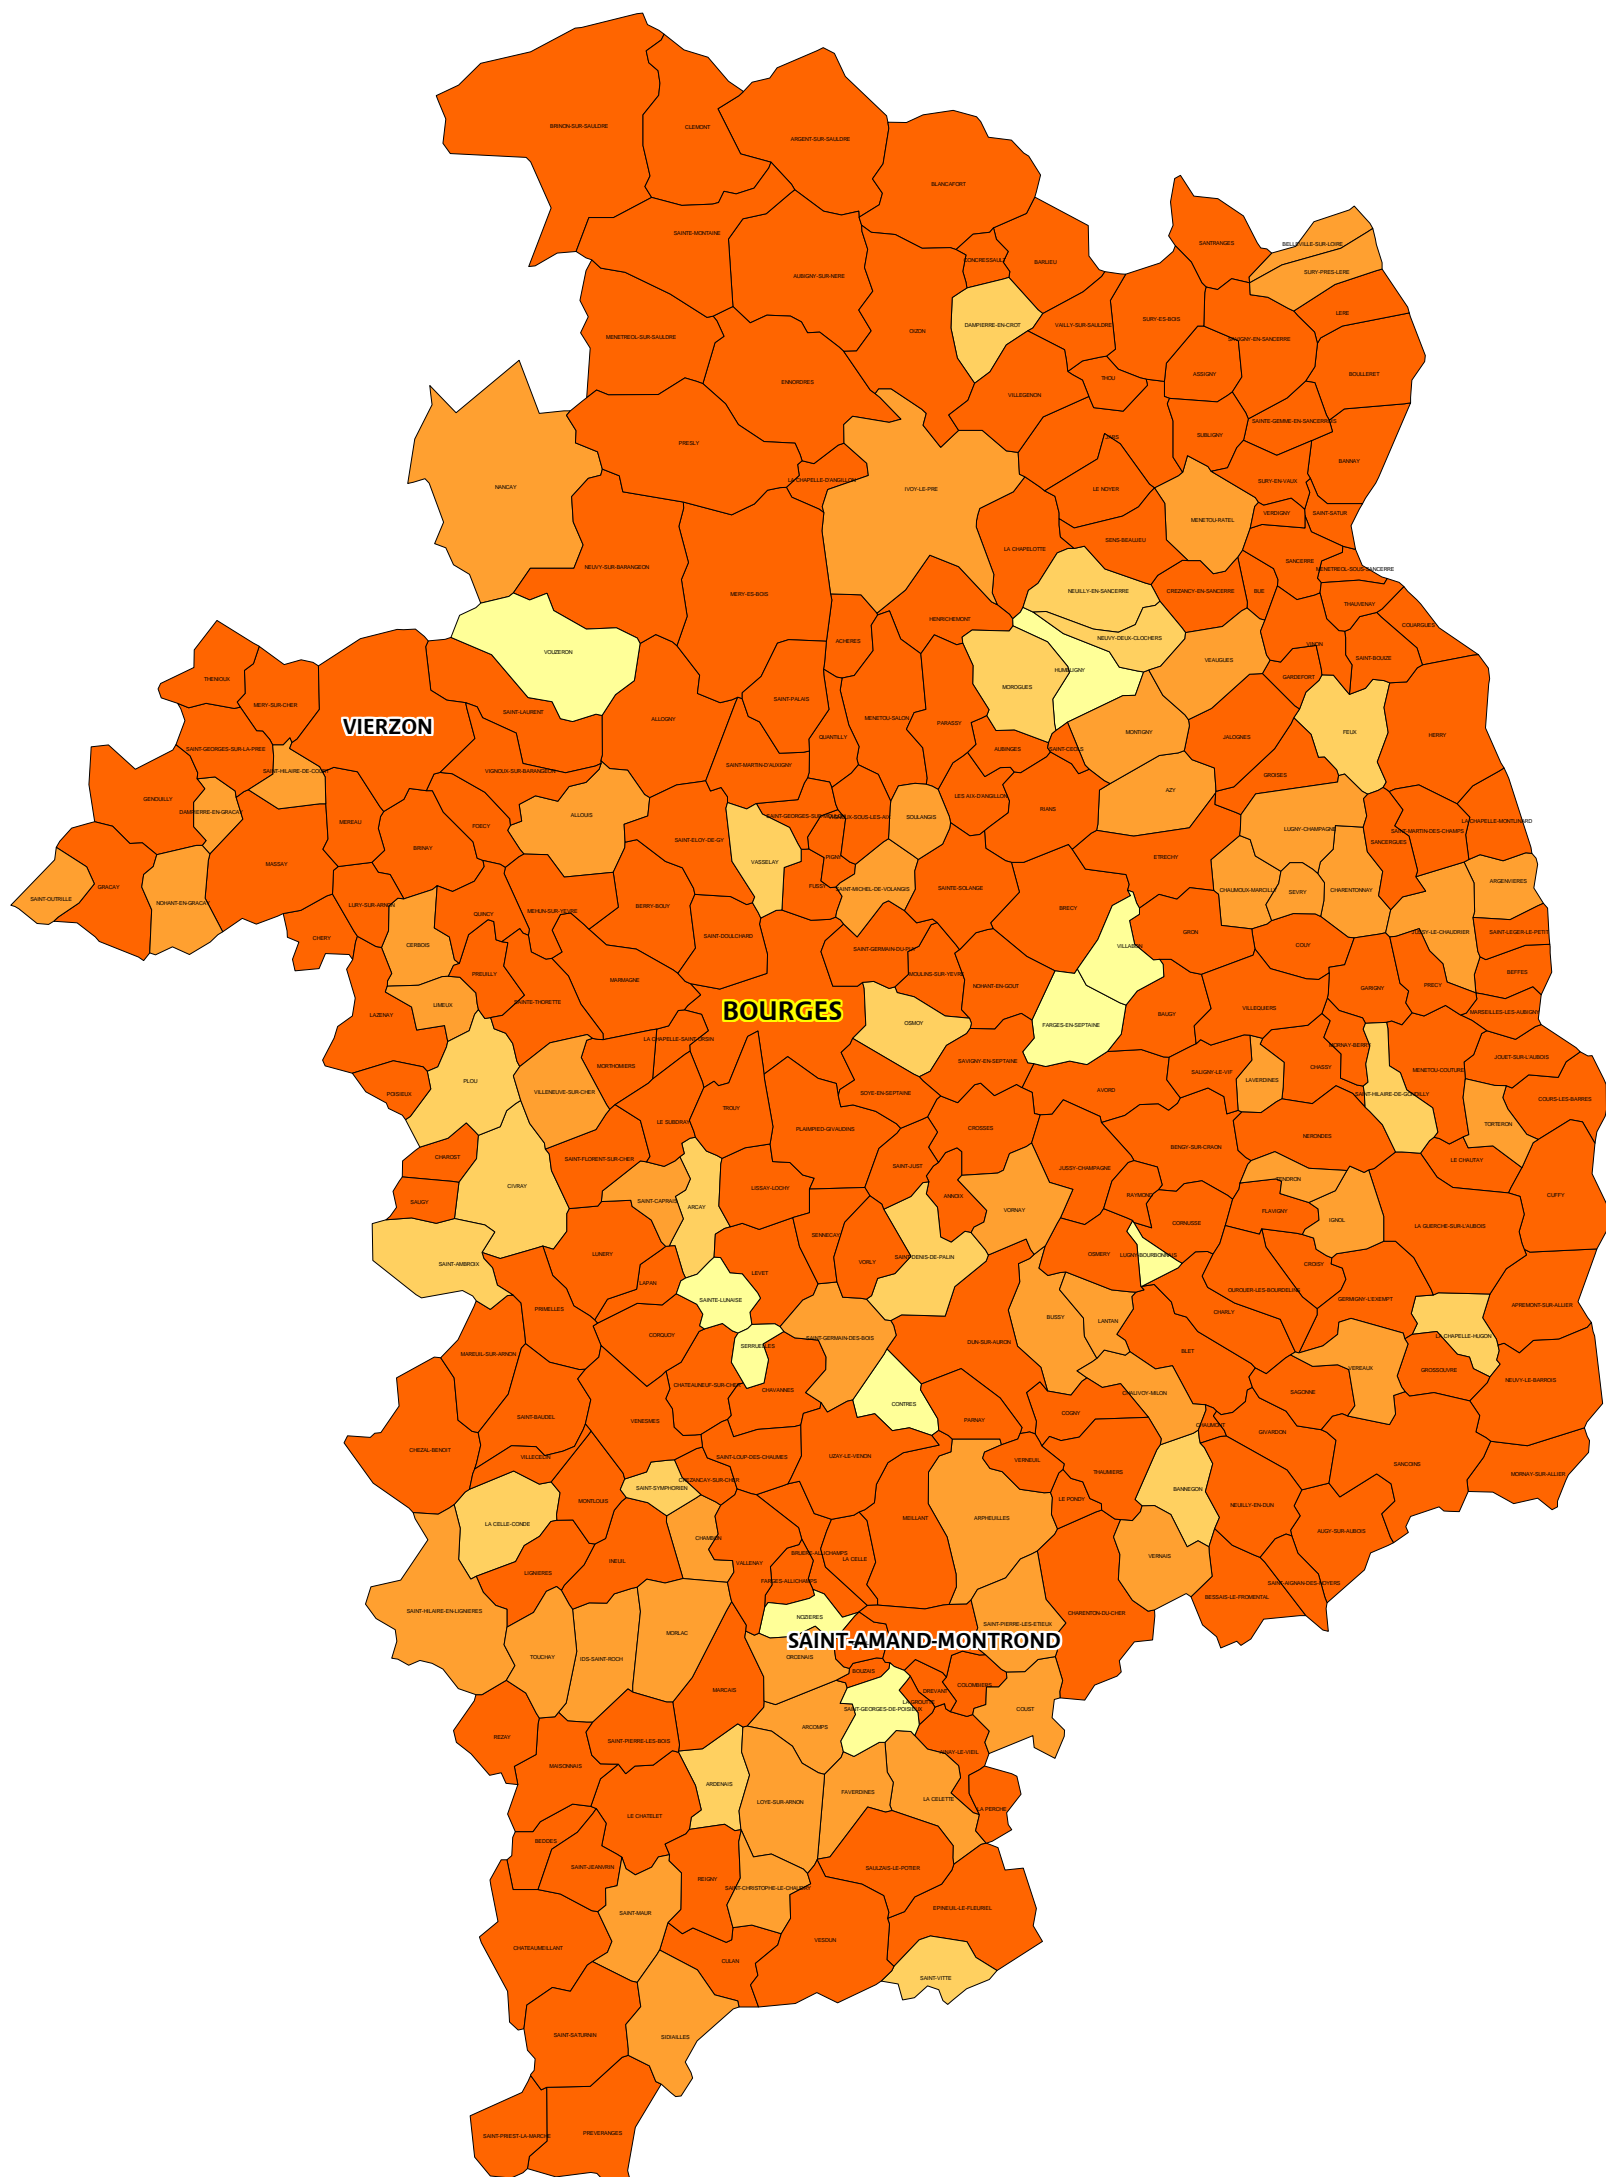 BRINON-SUR-SAULDRE
CLEMONT
ARGENT-SUR-SAULDRE
BLANCAFORT
SAINTE-MONTAINE
AUBIGNY-SUR-NERE
CONCRESSAULT
BARLIEU
SANTRANGES
BELLEVILLE-SUR-LOIRE
SURY-PRES-LERE
LERE
MENETREOL-SUR-SAULDRE
OIZON
DAMPIERRE-EN-CROT
VAILLY-SUR-SAULDRE
SURY-ES-BOIS
SAVIGNY-EN-SANCERRE
ENNORDRES
VILLEGENON
THOU
ASSIGNY
BOULLERET
PRESLY
JARS
SUBLIGNY
SAINTE-GEMME-EN-SANCERROIS
BANNAY
NANCAY
LA CHAPELLE-D'ANGILLON
IVOY-LE-PRE
LE NOYER
SURY-EN-VAUX
MENETOU-RATEL
VERDIGNY
SAINT-SATUR
NEUVY-SUR-BARANGEON
MERY-ES-BOIS
LA CHAPELOTTE
SENS-BEAUJEU
SANCERRE
MENETREOL-SOUS-SANCERRE
HENRICHEMONT
NEUILLY-EN-SANCERRE
CREZANCY-EN-SANCERRE
BUE
THAUVENAY
COUARGUES
VOUZERON
ACHERES
NEUVY-DEUX-CLOCHERS
VEAUGUES
VINON
SAINT-BOUIZE
THENIOUX
MERY-SUR-CHER
VIERZON
SAINT-LAURENT
ALLOGNY
SAINT-PALAIS
MENETOU-SALON
PARASSY
MOROGUES
HUMBLIGNY
GARDEFORT
SAINT-GEORGES-SUR-LA-PREE
SAINT-HILAIRE-DE-COURT
VIGNOUX-SUR-BARANGEON
SAINT-MARTIN-D'AUXIGNY
QUANTILLY
AUBINGES
SAINT-CEOLS
MONTIGNY
JALOGNES
FEUX
HERRY
GENOUILLY
DAMPIERRE-EN-GRACAY
MEREAU
FOECY
ALLOUIS
SAINT-ELOY-DE-GY
VASSELAY
SOULANGIS
LES AIX-D'ANGILLON
RIANS
AZY
GROISES
LUGNY-CHAMPAGNE
SANCERGUES
SAINT-MARTIN-DES-CHAMPS
LA CHAPELLE-MONTLINARD
SAINT-OUTRILLE
GRACAY
NOHANT-EN-GRACAY
MASSAY
BRINAY
PIGNY
FUSSY
SAINT-MICHEL-DE-VOLANGIS
SAINTE-SOLANGE
ETRECHY
CHAUMOUX-MARCILLY
SEVRY
CHARENTONNAY
ARGENVIERES
LURY-SUR-ARNON
CHERY
CERBOIS
QUINCY
MEHUN-SUR-YEVRE
BERRY-BOUY
SAINT-DOULCHARD
SAINT-GERMAIN-DU-PUY
BRECY
VILLABON
GRON
COUY
JUSSY-LE-CHAUDRIER
SAINT-LEGER-LE-PETIT
BEFFES
LAZENAY
LIMEUX
PREUILLY
SAINTE-THORETTE
MARMAGNE
BOURGES
MOULINS-SUR-YEVRE
NOHANT-EN-GOUT
OSMOY
FARGES-EN-SEPTAINE
BAUGY
VILLEQUIERS
GARIGNY
PRECY
MARSEILLES-LES-AUBIGNY
LA CHAPELLE-SAINT-URSIN
MORTHOMIERS
SAVIGNY-EN-SEPTAINE
SALIGNY-LE-VIF
LAVERDINES
MORNAY-BERRY
CHASSY
MENETOU-COUTURE
JOUET-SUR-L'AUBOIS
POISIEUX
PLOU
VILLENEUVE-SUR-CHER
LE SUBDRAY
TROUY
PLAIMPIED-GIVAUDINS
SOYE-EN-SEPTAINE
CROSSES
AVORD
BENGY-SUR-CRAON
NERONDES
SAINT-HILAIRE-DE-GONDILLY
TORTERON
COURS-LES-BARRES
CHAROST
SAUGY
CIVRAY
SAINT-FLORENT-SUR-CHER
SAINT-CAPRAIS
ARCAY
LISSAY-LOCHY
SAINT-JUST
ANNOIX
VORNAY
JUSSY-CHAMPAGNE
RAYMOND
CORNUSSE
TENDRON
FLAVIGNY
IGNOL
LE CHAUTAY
CUFFY
LA GUERCHE-SUR-L'AUBOIS
SAINT-AMBROIX
LUNERY
LAPAN
SAINTE-LUNAISE
LEVET
SENNECAY
VORLY
SAINT-DENIS-DE-PALIN
OSMERY
LUGNY-BOURBONNAIS
OUROUER-LES-BOURDELINS
CROISY
GERMIGNY-L'EXEMPT
APREMONT-SUR-ALLIER
MAREUIL-SUR-ARNON
PRIMELLES
CORQUOY
SERRUELLES
SAINT-GERMAIN-DES-BOIS
DUN-SUR-AURON
BUSSY
LANTAN
CHARLY
BLET
VEREAUX
LA CHAPELLE-HUGON
GROSSOUVRE
NEUVY-LE-BARROIS
CHEZAL-BENOIT
SAINT-BAUDEL
VENESMES
CHATEAUNEUF-SUR-CHER
CHAVANNES
CONTRES
PARNAY
COGNY
CHALIVOY-MILON
CHAUMONT
SAGONNE
GIVARDON
SANCOINS
MORNAY-SUR-ALLIER
VILLECELIN
MONTLOUIS
SAINT-SYMPHORIEN
CREZANCAY-SUR-CHER
SAINT-LOUP-DES-CHAUMES
UZAY-LE-VENON
VERNEUIL
THAUMIERS
LE PONDY
BANNEGON
NEUILLY-EN-DUN
AUGY-SUR-AUBOIS
LA CELLE-CONDE
LIGNIERES
INEUIL
CHAMBON
VALLENAY
BRUERE-ALLICHAMPS
FARGES-ALLICHAMPS
LA CELLE
MEILLANT
ARPHEUILLES
VERNAIS
BESSAIS-LE-FROMENTAL
SAINT-AIGNAN-DES-NOYERS
SAINT-HILAIRE-EN-LIGNIERES
TOUCHAY
IDS-SAINT-ROCH
MORLAC
NOZIERES
ORCENAIS
SAINT-AMAND-MONTROND
SAINT-PIERRE-LES-ETIEUX
CHARENTON-DU-CHER
MARCAIS
BOUZAIS
SAINT-GEORGES-DE-POISIEUX
LA GROUTTE
DREVANT
COLOMBIERS
COUST
REZAY
MAISONNAIS
SAINT-PIERRE-LES-BOIS
ARCOMPS
AINAY-LE-VIEIL
ARDENAIS
LOYE-SUR-ARNON
FAVERDINES
LA CELETTE
LA PERCHE
LE CHATELET
BEDDES
SAINT-JEANVRIN
REIGNY
SAINT-CHRISTOPHE-LE-CHAUDRY
SAULZAIS-LE-POTIER
EPINEUIL-LE-FLEURIEL
SAINT-MAUR
CHATEAUMEILLANT
CULAN
VESDUN
SAINT-VITTE
SAINT-SATURNIN
SIDIAILLES
SAINT-PRIEST-LA-MARCHE
PREVERANGES